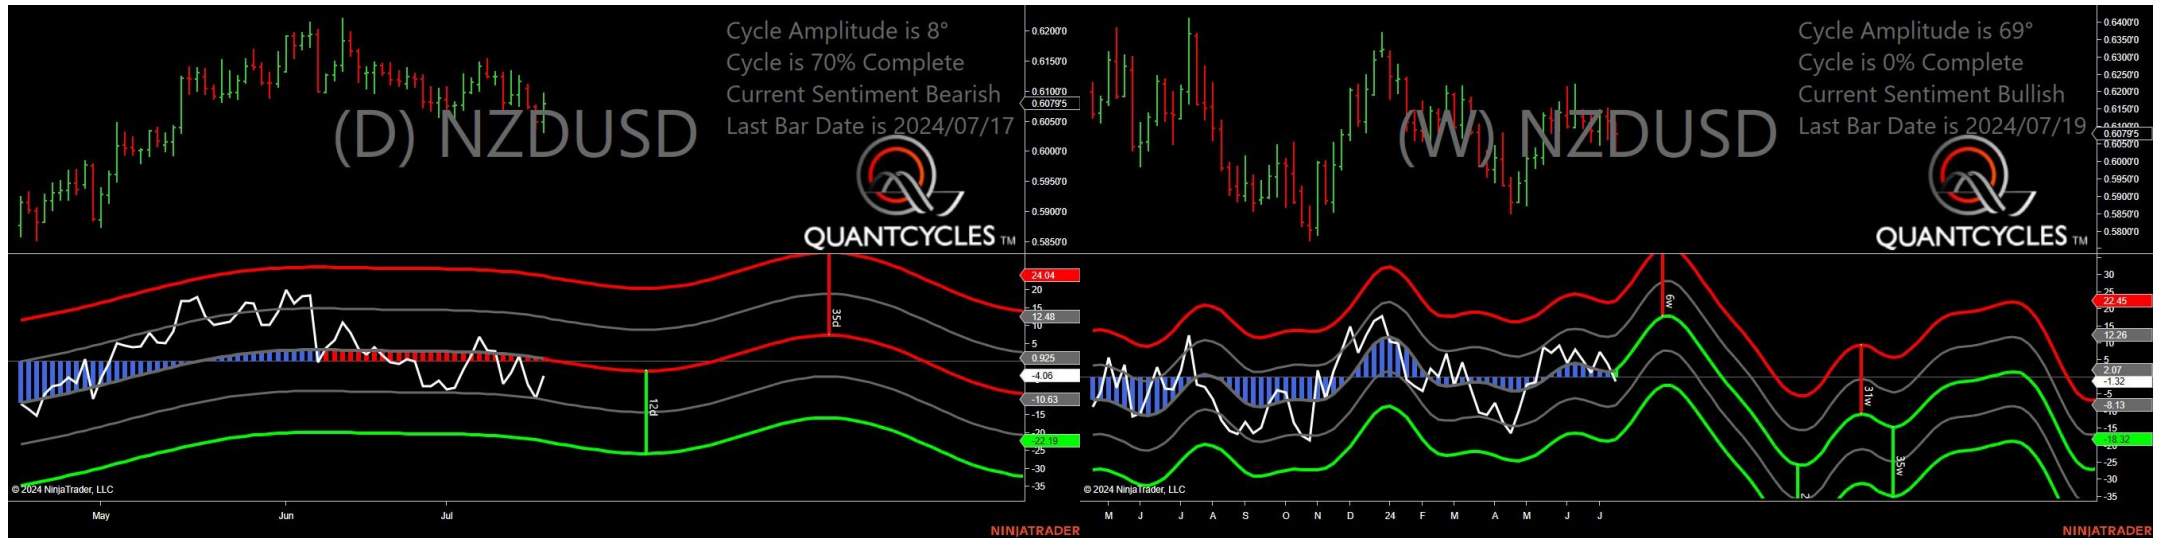 Cycle Amplitude is 8°
Cycle is 70% Complete
Current Sentiment Bearish
Last Bar Date is 2024/07/17
(D) NZDUSD
QUANTCYCLES TM
0.6200'0
0.6150'0
0.6100'0
0.6079'5
0.6050'0
0.6000'0
0.5950'0
0.5900'0
0.5850'0
24.04
20
15
12.48
10
5
0.925
-4.06
-10.63
-15
-20
-22.19
-25
-30
-35
35d
12d
© 2024 NinjaTrader, LLC
May Jun Jul
NINJATRADER
Cycle Amplitude is 69°
Cycle is 0% Complete
Current Sentiment Bullish
Last Bar Date is 2024/07/19
(W) NZDUSD
QUANTCYCLES TM
0.6400'0
0.6350'0
0.6300'0
0.6250'0
0.6200'0
0.6150'0
0.6100'0
0.6079'5
0.6050'0
0.6000'0
0.5950'0
0.5900'0
0.5850'0
0.5800'0
30
25
22.45
20
15
12.26
10
5
2.07
-1.32
-8.13
-10
-15
-18.32
-25
-30
-35
6w
31w
35w
2
© 2024 NinjaTrader, LLC
M J J A S O N D 24 F M A M J J
NINJATRADER